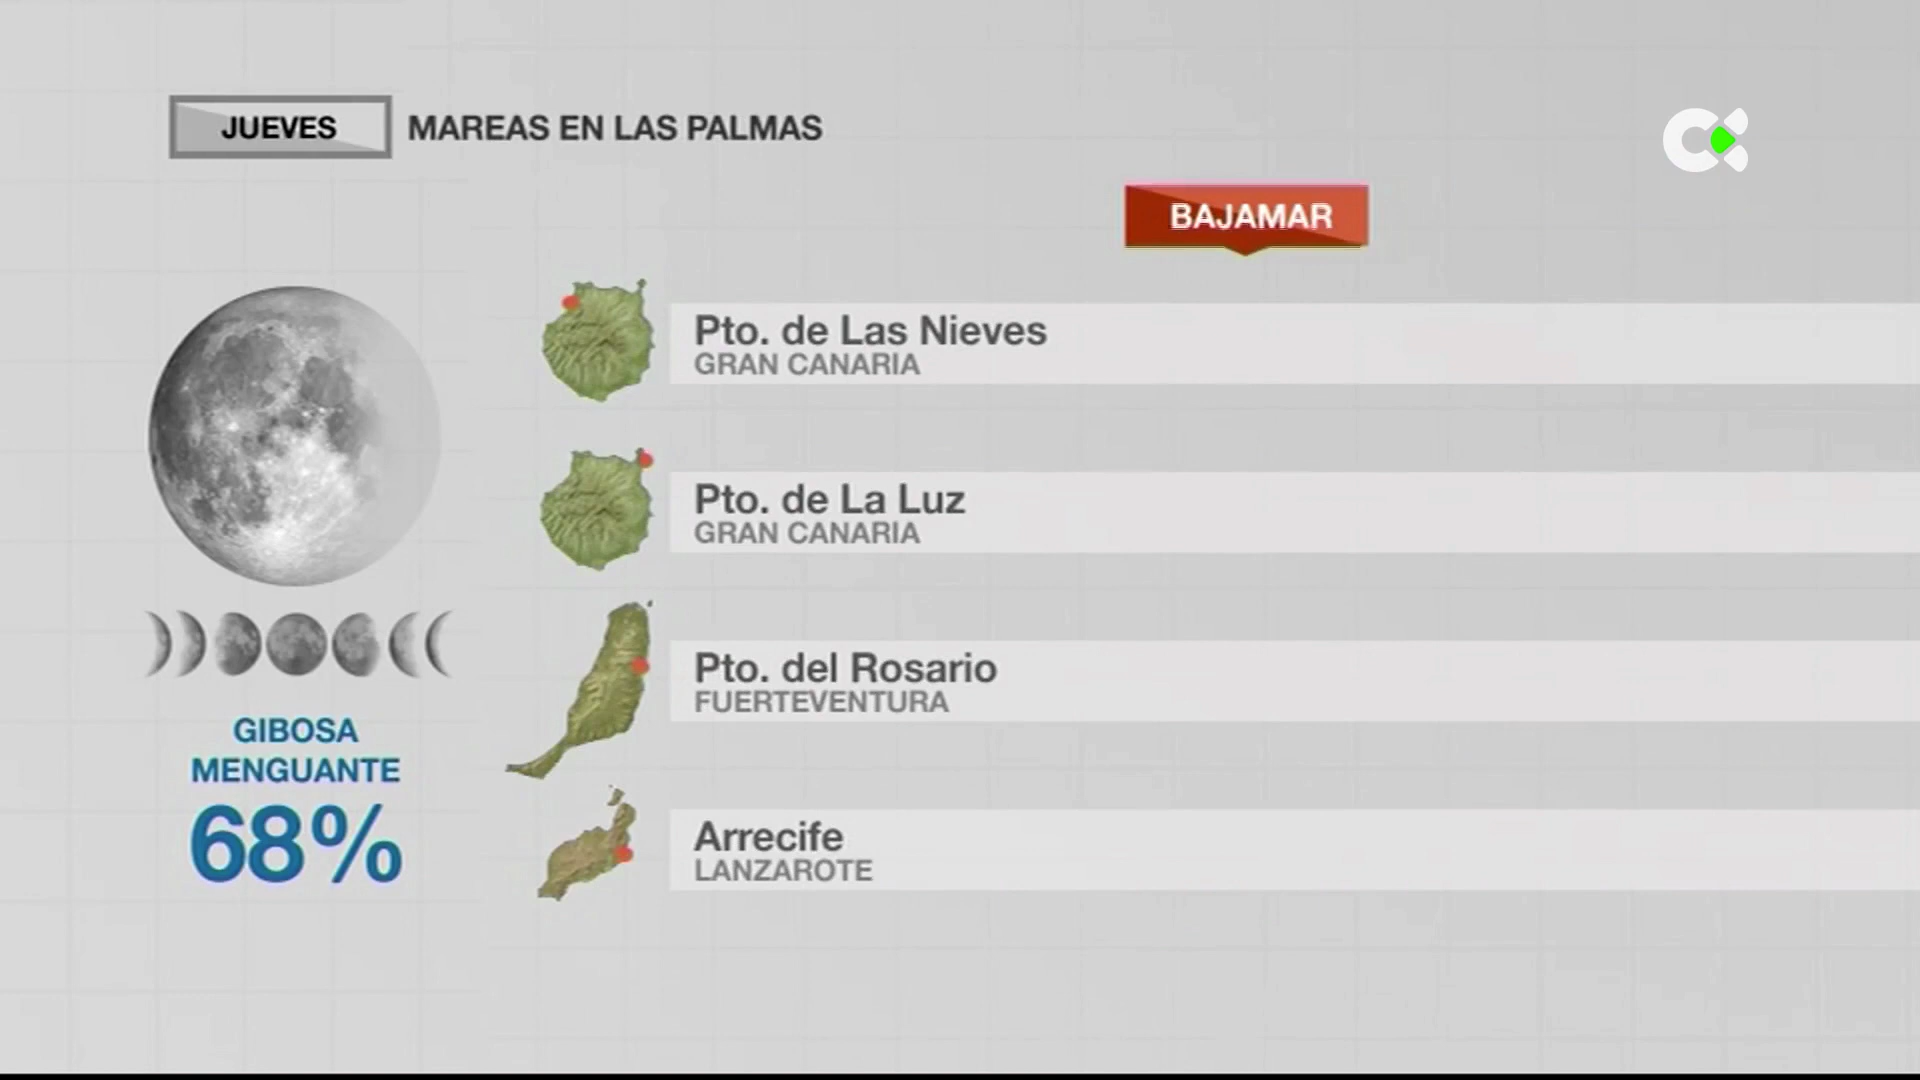 JUEVES
MAREAS EN LAS PALMAS
BAJAMAR
Pto. de Las Nieves
GRAN CANARIA
Pto. de La Luz
GRAN CANARIA
Pto. del Rosario
FUERTEVENTURA
Arrecife
LANZAROTE
GIBOSA
MENGUANTE
68%